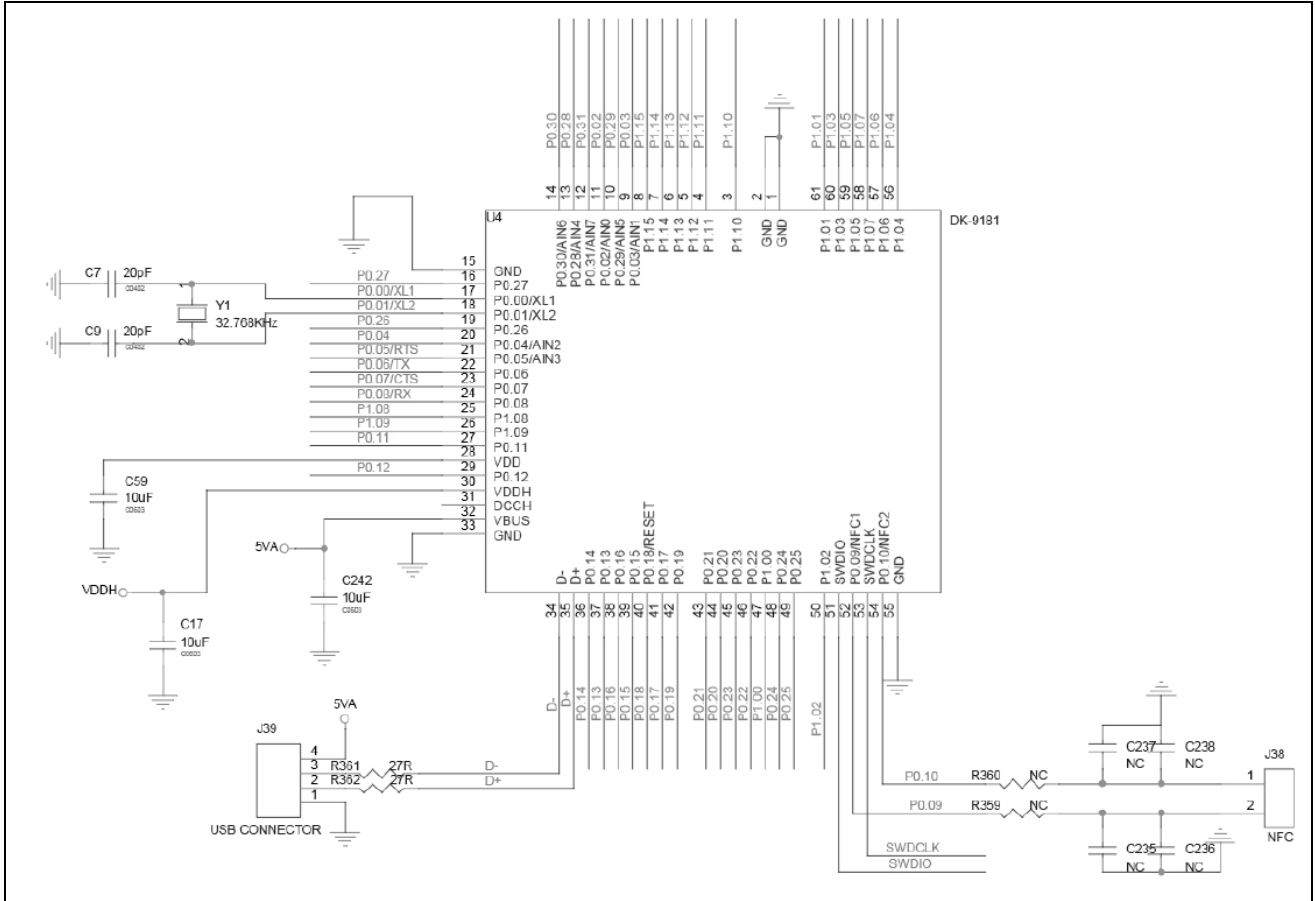 P0.30
P0.28
P0.31
P0.02
P0.29
P0.03
P1.15
P1.14
P1.13
P1.12
P1.11
P1.10
P1.01
P1.03
P1.05
P1.07
P1.06
P1.04
14
13
12
11
10
9
8
7
6
5
4
3
2
1
61
60
59
58
57
56
U4
DK-9181
P0.30/AIN6
P0.28/AIN4
P0.31/AIN7
P0.02/AIN0
P0.29/AIN5
P0.03/AIN1
P1.15
P1.14
P1.13
P1.12
P1.11
P1.10
GND
GND
P1.01
P1.03
P1.05
P1.07
P1.06
P1.04
15 GND
P0.27 16 P0.27
P0.00/XL1 17 P0.00/XL1
P0.01/XL2 18 P0.01/XL2
P0.26 19 P0.26
P0.04 20 P0.04/AIN2
P0.05/RTS 21 P0.05/AIN3
P0.06/TX 22 P0.06
P0.07/CTS 23 P0.07
P0.08/RX 24 P0.08
P1.08 25 P1.08
P1.09 26 P1.09
P0.11 27 P0.11
28 VDD
P0.12 29 P0.12
30 VDDH
31 DCCH
32 VBUS
33 GND
C7 20pF
C0402
1
Y1
32.768KHz
2
C9 20pF
C0402
C59
10uF
C0603
5VA
C242
10uF
C0603
VDDH
C17
10uF
C0603
D-
D+
P0.14
P0.13
P0.16
P0.15
P0.18/RESET
P0.17
P0.19
P0.21
P0.20
P0.23
P0.22
P1.00
P0.24
P0.25
P1.02
SWDIO
P0.09/NFC1
SWDCLK
P0.10/NFC2
GND
34
35
36
37
38
39
40
41
42
43
44
45
46
47
48
49
50
51
52
53
54
55
D-
D+
P0.14
P0.13
P0.16
P0.15
P0.18
P0.17
P0.19
P0.21
P0.20
P0.23
P0.22
P1.00
P0.24
P0.25
P1.02
5VA
J39
4
3 R361 27R D-
2 R362 27R D+
1
USB CONNECTOR
C237 C238
NC NC
J38
P0.10 R360 NC 1
P0.09 R359 NC 2
NFC
C235 C236
NC NC
SWDCLK
SWDIO